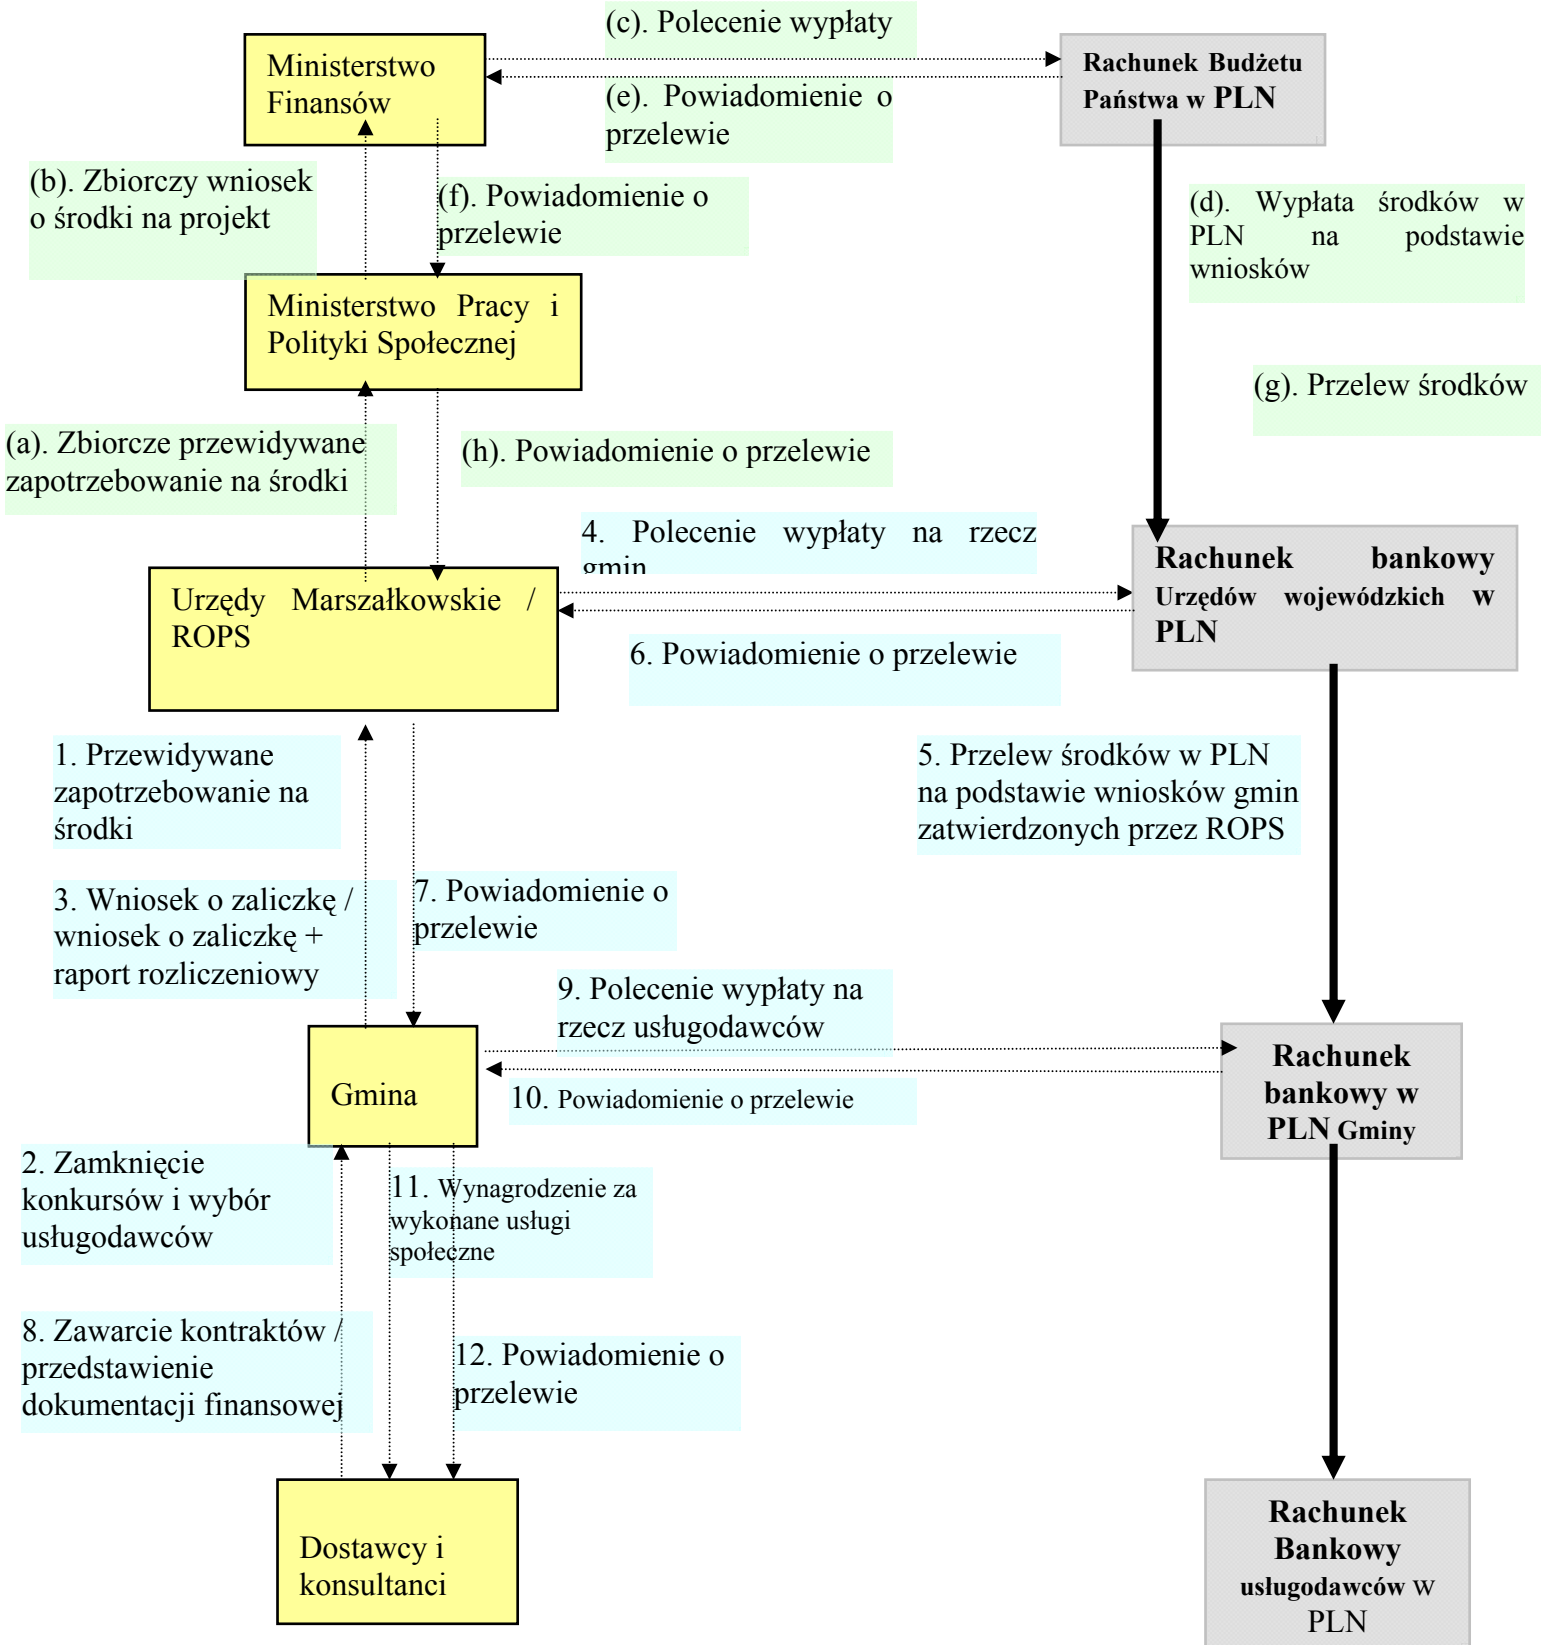 (c). Polecenie wypłaty
Ministerstwo
Finansów
Rachunek Budżetu
Państwa w PLN
(e). Powiadomienie o
przelewie
(b). Zbiorczy wniosek
o środki na projekt
(f). Powiadomienie o
przelewie
(d). Wypłata środków w
PLN na podstawie
wniosków
Ministerstwo Pracy i
Polityki Społecznej
(g). Przelew środków
(a). Zbiorcze przewidywane
zapotrzebowanie na środki
(h). Powiadomienie o przelewie
4. Polecenie wypłaty na rzecz
gmin
Rachunek bankowy
Urzędów wojewódzkich w
PLN
Urzędy Marszałkowskie /
ROPS
6. Powiadomienie o przelewie
1. Przewidywane
zapotrzebowanie na
środki
5. Przelew środków w PLN
na podstawie wniosków gmin
zatwierdzonych przez ROPS
3. Wniosek o zaliczkę /
wniosek o zaliczkę +
raport rozliczeniowy
7. Powiadomienie o
przelewie
9. Polecenie wypłaty na
rzecz usługodawców
Gmina
10. Powiadomienie o przelewie
Rachunek
bankowy w
PLN Gminy
2. Zamknięcie
konkursów i wybór
usługodawców
11. Wynagrodzenie za
wykonane usługi
społeczne
8. Zawarcie kontraktów /
przedstawienie
dokumentacji finansowej
12. Powiadomienie o
przelewie
Dostawcy i
konsultanci
Rachunek
Bankowy
usługodawców w
PLN